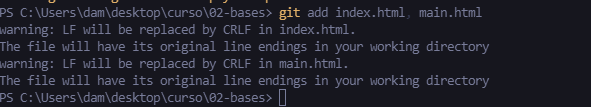 PS C:\Users\dam\desktop\curso\02-bases> git add index.html, main.html
warning: LF will be replaced by CRLF in index.html.
The file will have its original line endings in your working directory
warning: LF will be replaced by CRLF in main.html.
The file will have its original line endings in your working directory
PS C:\Users\dam\desktop\curso\02-bases>